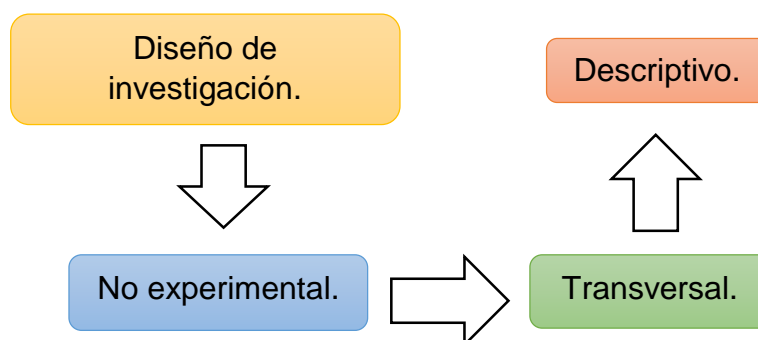 Diseño de
investigación.
Descriptivo.
No experimental.
Transversal.